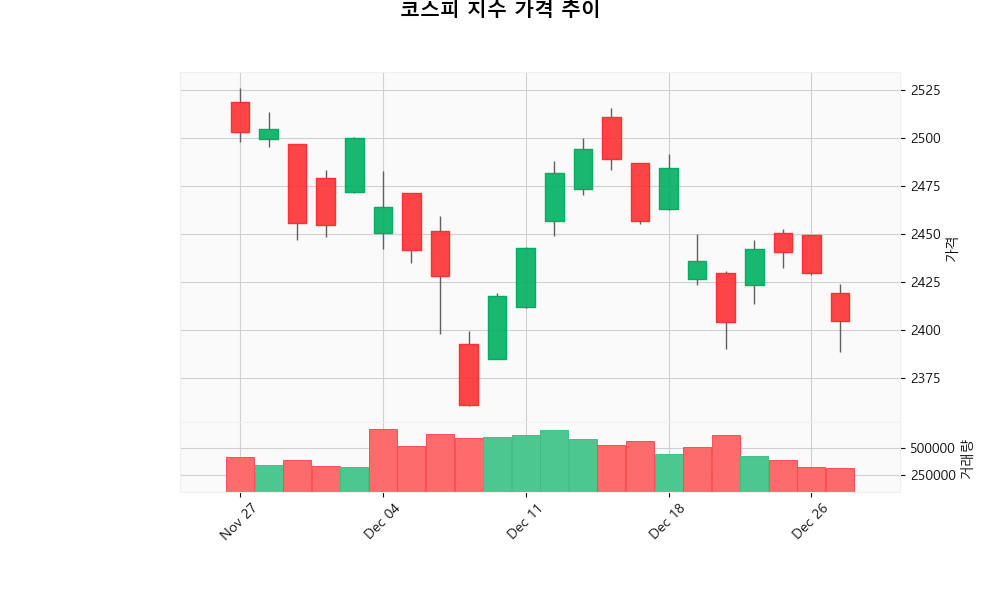 코스피 지수 가격 추이
2525
2500
2475
2450
2425
2400
2375
가격
500000
250000
거래량
Nov 27
Dec 04
Dec 11
Dec 18
Dec 26